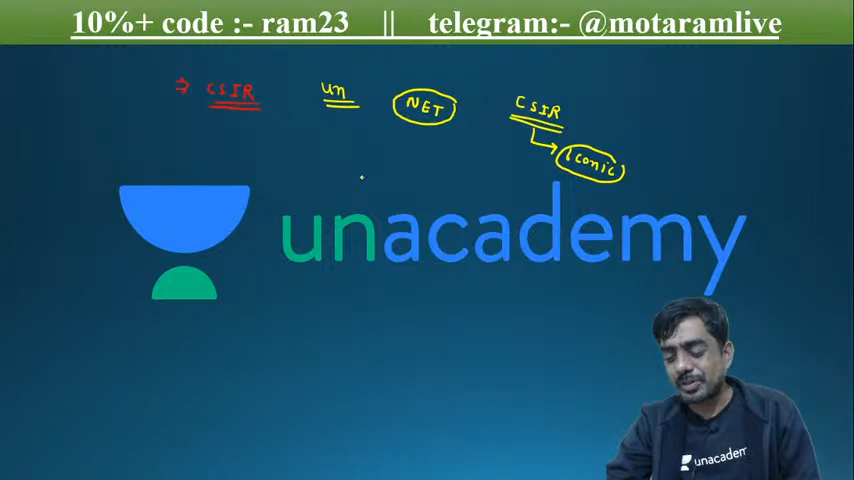 10%+ code :- ram23 || telegram:- @motaramlive
⇒ CSIR un NET CSIR
Iconic
unacademy
unacadem